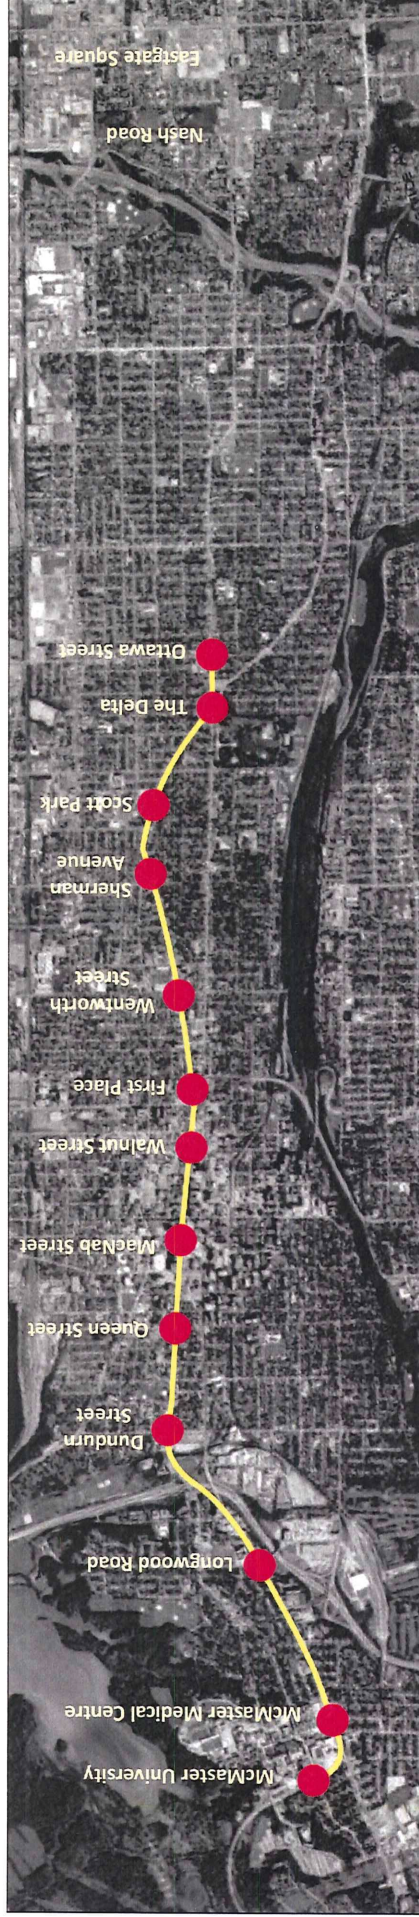 McMaster University
McMaster Medical Centre
Longwood Road
Dundurn
Street
Queen Street
MacNab Street
Walnut Street
First Place
Wentworth
Street
Sherman
Avenue
Scott Park
The Delta
Ottawa Street
Nash Road
Eastgate Square